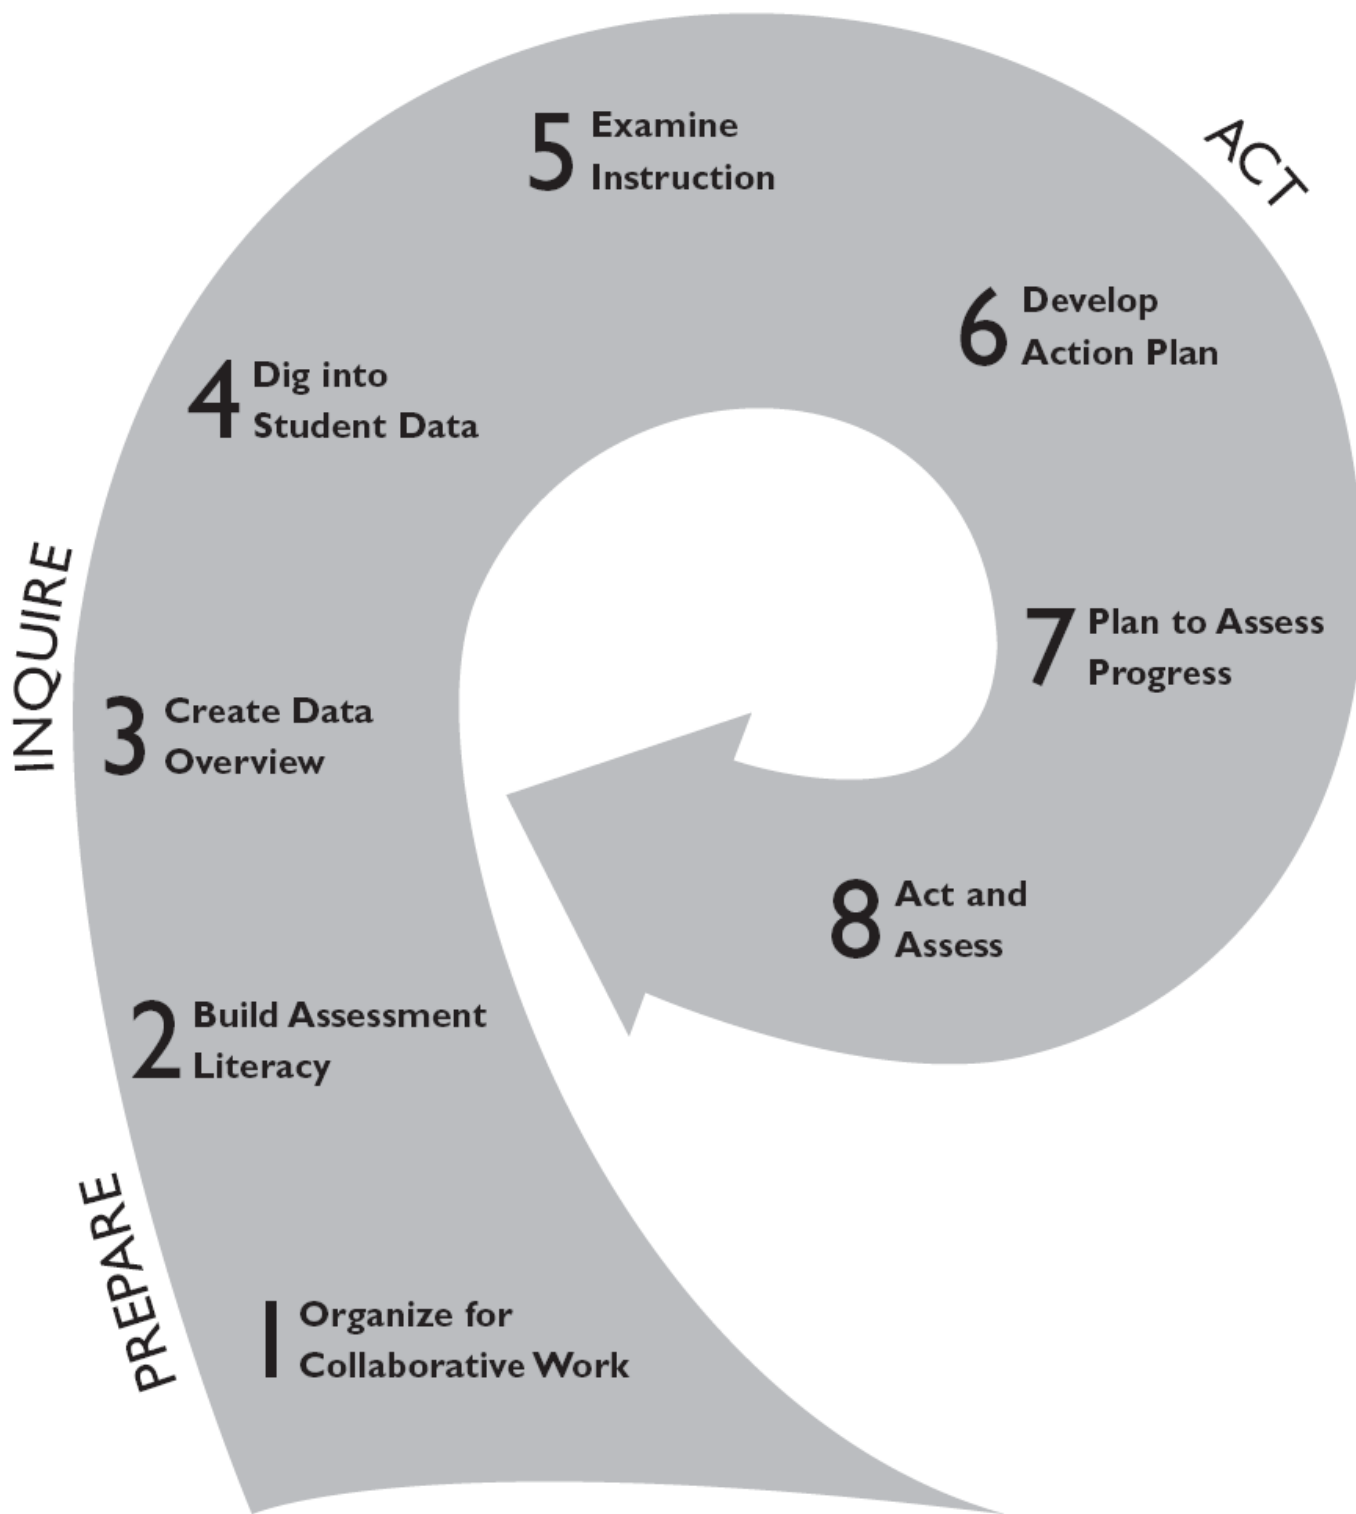 ACT
5 Examine
Instruction
6 Develop
Action Plan
4 Dig into
Student Data
INQUIRE
7 Plan to Assess
Progress
3 Create Data
Overview
8 Act and
Assess
2 Build Assessment
Literacy
PREPARE
1 Organize for
Collaborative Work